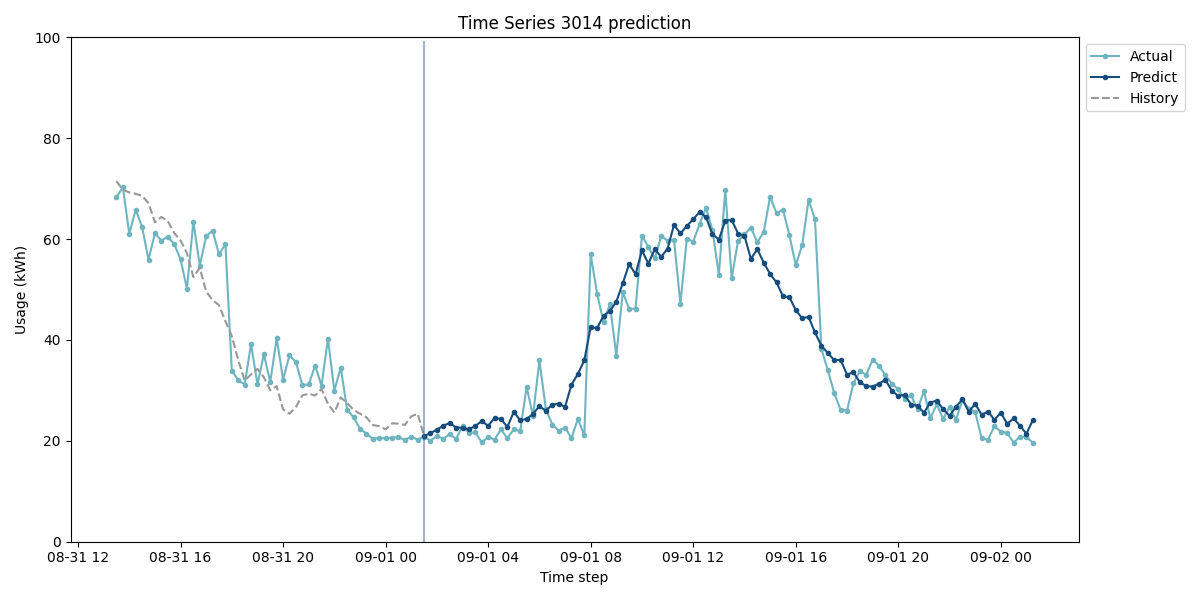 Time Series 3014 prediction
Usage (kWh)
100
80
60
40
20
0
08-31 12
08-31 16
08-31 20
09-01 00
09-01 04
09-01 08
09-01 12
09-01 16
09-01 20
09-02 00
Time step
Actual
Predict
History